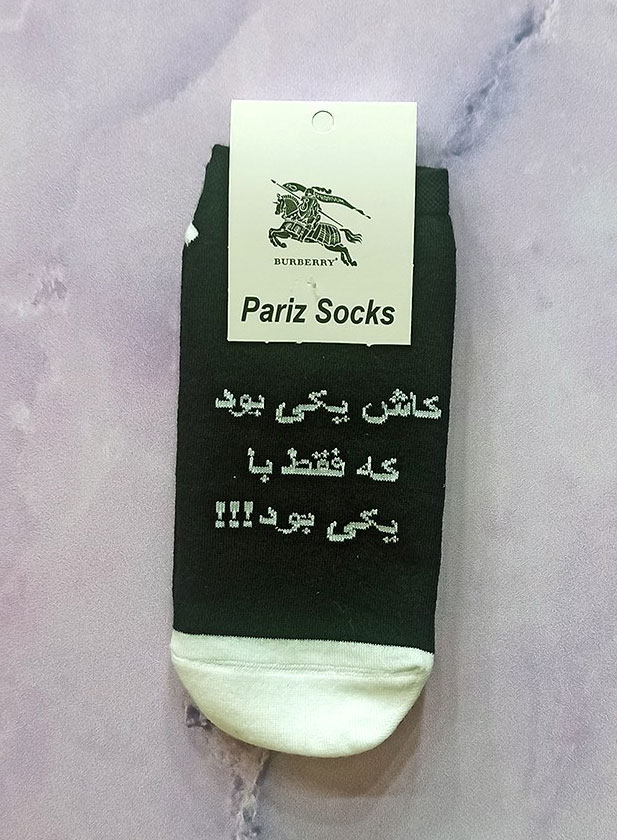 BURBERRY
Pariz Socks
کاش یکی بود
که فقط با
یکی بود!!!